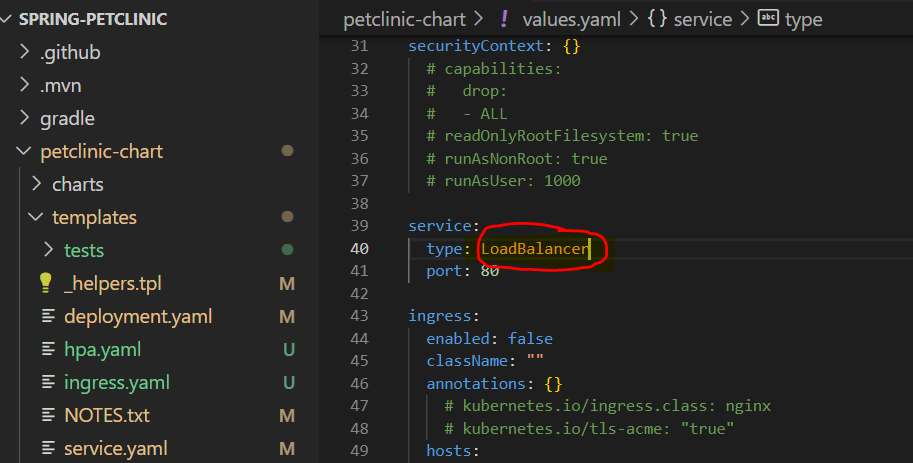 SPRING-PETCLINIC
.github
.mvn
gradle
petclinic-chart
charts
templates
tests
_helpers.tpl M
deployment.yaml M
hpa.yaml U
ingress.yaml U
NOTES.txt M
service.yaml M
petclinic-chart > ! values.yaml > {} service > abc type
31 securityContext: {}
32 # capabilities:
33 #   drop:
34 #   - ALL
35 # readOnlyRootFilesystem: true
36 # runAsNonRoot: true
37 # runAsUser: 1000
38
39 service:
40 type: LoadBalancer
41 port: 80
42
43 ingress:
44 enabled: false
45 className: ""
46 annotations: {}
47 # kubernetes.io/ingress.class: nginx
48 # kubernetes.io/tls-acme: "true"
49 hosts: